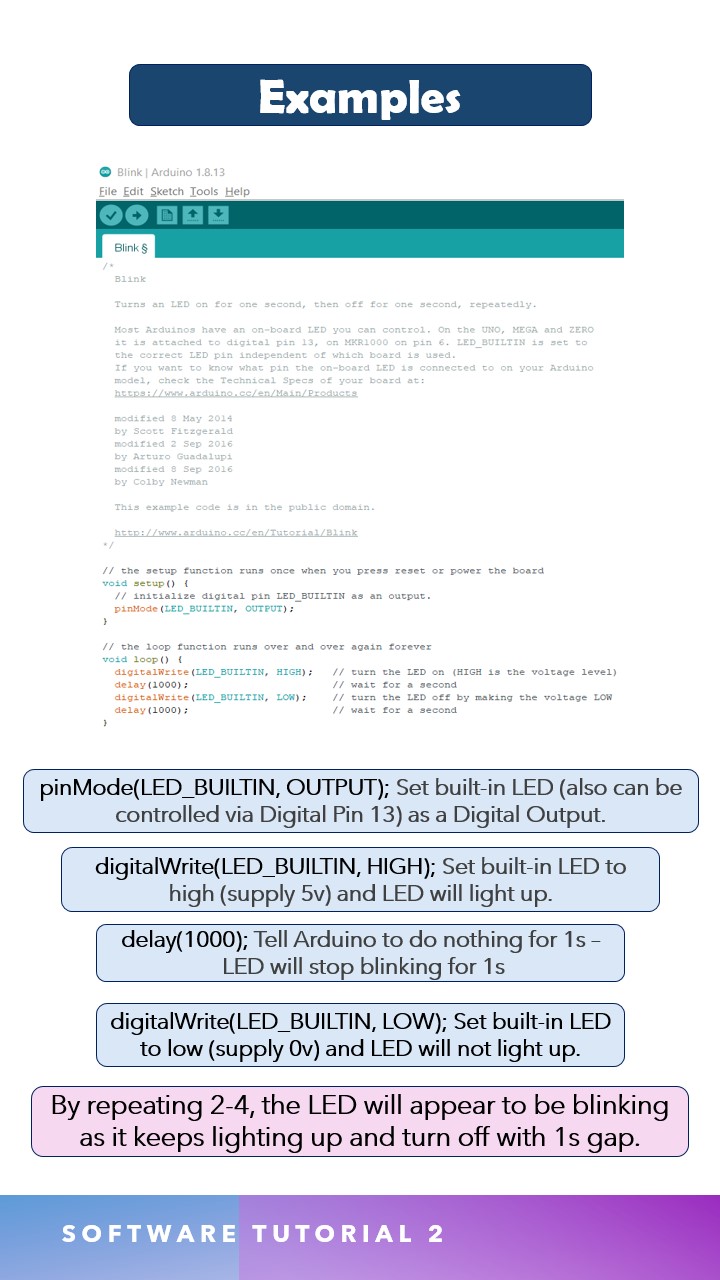 Examples
Blink | Arduino 1.8.13
File Edit Sketch Tools Help
Blink §
/*
Blink
Turns an LED on for one second, then off for one second, repeatedly.
Most Arduinos have an on-board LED you can control. On the UNO, MEGA and ZERO
it is attached to digital pin 13, on MKR1000 on pin 6. LED_BUILTIN is set to
the correct LED pin independent of which board is used.
If you want to know what pin the on-board LED is connected to on your Arduino
model, check the Technical Specs of your board at:
https://www.arduino.cc/en/Main/Products
modified 8 May 2014
by Scott Fitzgerald
modified 2 Sep 2016
by Arturo Guadalupi
modified 8 Sep 2016
by Colby Newman
This example code is in the public domain.
http://www.arduino.cc/en/Tutorial/Blink
*/
// the setup function runs once when you press reset or power the board
void setup() {
// initialize digital pin LED_BUILTIN as an output.
pinMode(LED_BUILTIN, OUTPUT);
}
// the loop function runs over and over again forever
void loop() {
digitalWrite(LED_BUILTIN, HIGH); // turn the LED on (HIGH is the voltage level)
delay(1000); // wait for a second
digitalWrite(LED_BUILTIN, LOW); // turn the LED off by making the voltage LOW
delay(1000); // wait for a second
}
pinMode(LED_BUILTIN, OUTPUT); Set built-in LED (also can be
controlled via Digital Pin 13) as a Digital Output.
digitalWrite(LED_BUILTIN, HIGH); Set built-in LED to
high (supply 5v) and LED will light up.
delay(1000); Tell Arduino to do nothing for 1s –
LED will stop blinking for 1s
digitalWrite(LED_BUILTIN, LOW); Set built-in LED
to low (supply 0v) and LED will not light up.
By repeating 2-4, the LED will appear to be blinking
as it keeps lighting up and turn off with 1s gap.
SOFTWARE TUTORIAL 2